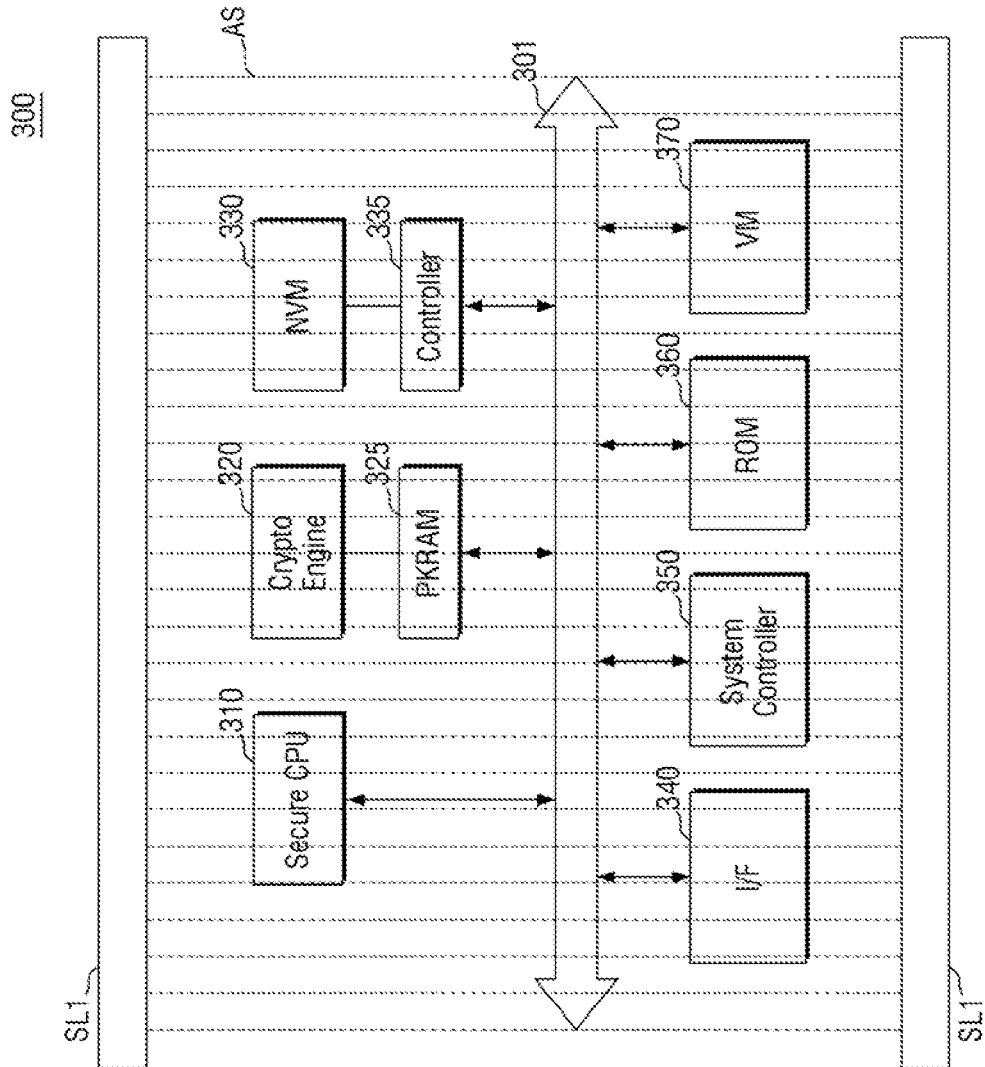 300
SL1
AS
310
Secure CPU
320
Crypto
Engine
325
PKRAM
330
NVM
335
Controller
301
340
I/F
350
System
Controller
360
ROM
370
VM
SL1